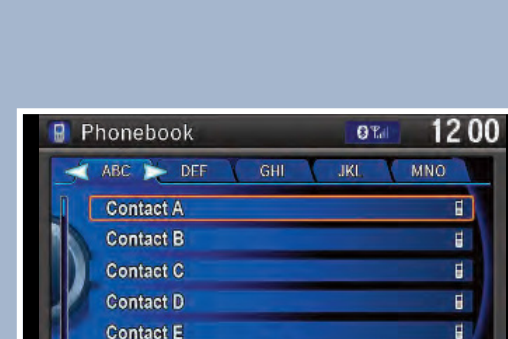 Phonebook 12 00
ABC DEF GHI JKL MNO
Contact A
Contact B
Contact C
Contact D
Contact E